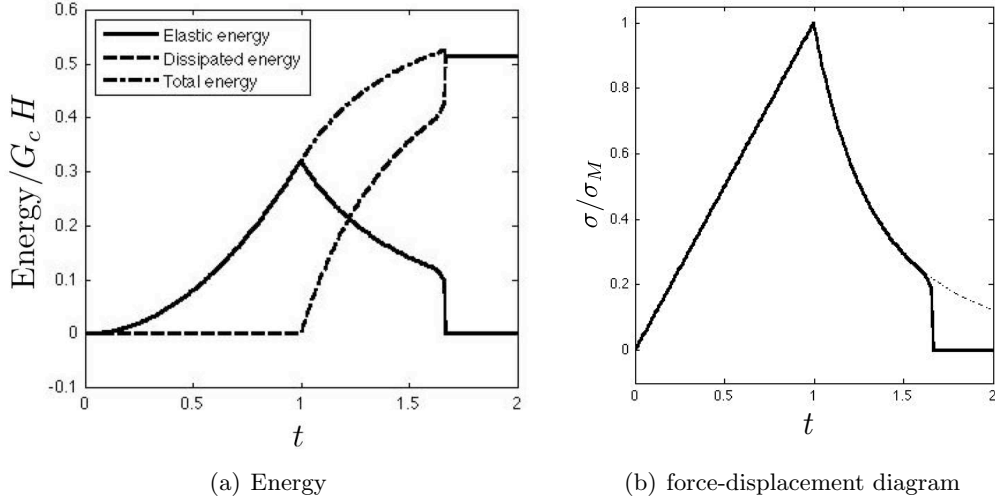 0.6
0.5
0.4
0.3
0.2
0.1
0
-0.1
0
0.5
1
1.5
2
Elastic energy
Dissipated energy
Total energy
Energy/G_c H
t
(a) Energy
1
0.8
0.6
0.4
0.2
0
0
0.5
1
1.5
2
σ/σ_M
t
(b) force-displacement diagram